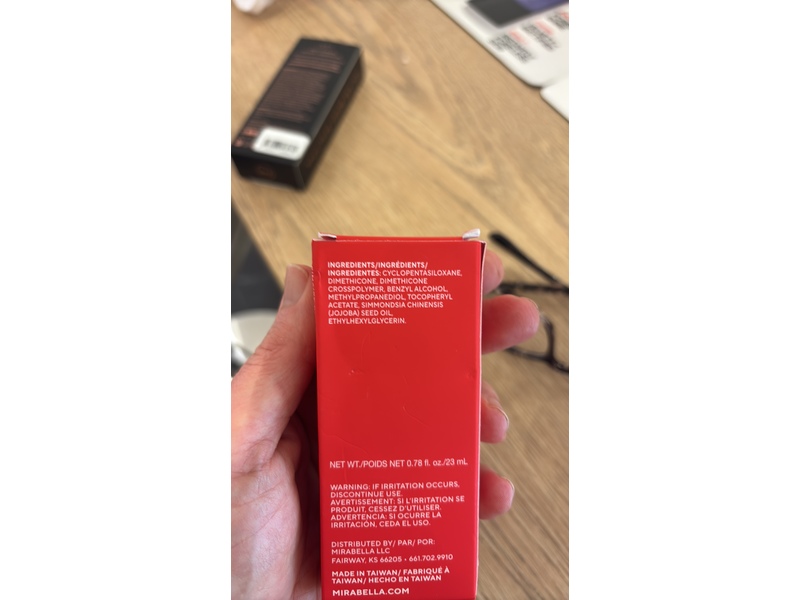 INGREDIENTS/INGRÉDIENTS/
INGREDIENTES: CYCLOPENTASILOXANE,
DIMETHICONE, DIMETHICONE
CROSSPOLYMER, BENZYL ALCOHOL,
METHYLPROPANEDIOL, TOCOPHERYL
ACETATE, SIMMONDSIA CHINENSIS
(JOJOBA) SEED OIL,
ETHYLHEXYLGLYCERIN.
NET WT./POIDS NET 0.78 fl. oz./23 mL
WARNING: IF IRRITATION OCCURS,
DISCONTINUE USE.
AVERTISSEMENT: SI L'IRRITATION SE
PRODUIT, CESSEZ D'UTILISER.
ADVERTENCIA: SI OCURRE LA
IRRITACIÓN, CEDA EL USO.
DISTRIBUTED BY/ PAR/ POR:
MIRABELLA LLC
FAIRWAY, KS 66205 • 661.702.9910
MADE IN TAIWAN/ FABRIQUÉ À
TAIWAN/ HECHO EN TAIWAN
MIRABELLA.COM